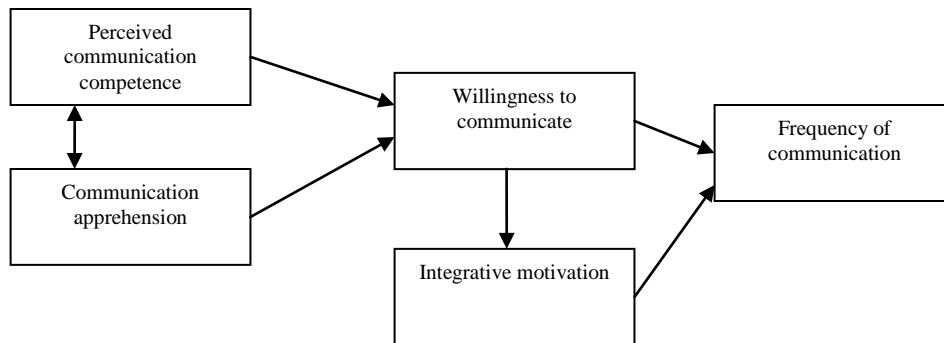 Perceived
communication
competence
Willingness to
communicate
Frequency of
communication
Communication
apprehension
Integrative motivation